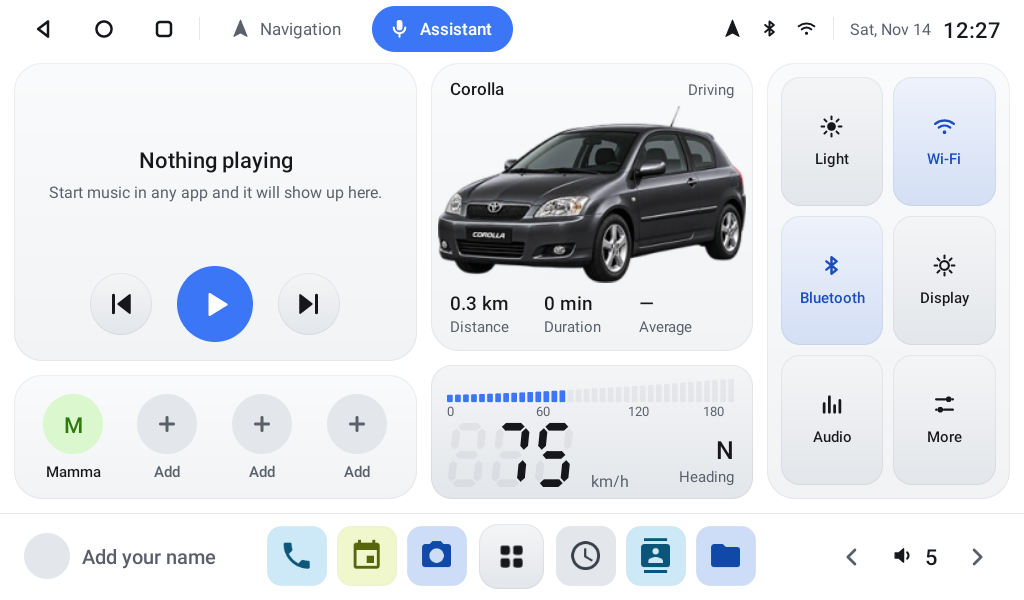 Navigation
Assistant
Sat, Nov 14
12:27
Nothing playing
Start music in any app and it will show up here.
M
Mamma
Add
Add
Add
Corolla
Driving
COROLLA
0.3 km
Distance
0 min
Duration
—
Average
0
60
120
180
75
km/h
N
Heading
Light
Wi-Fi
Bluetooth
Display
Audio
More
Add your name
5